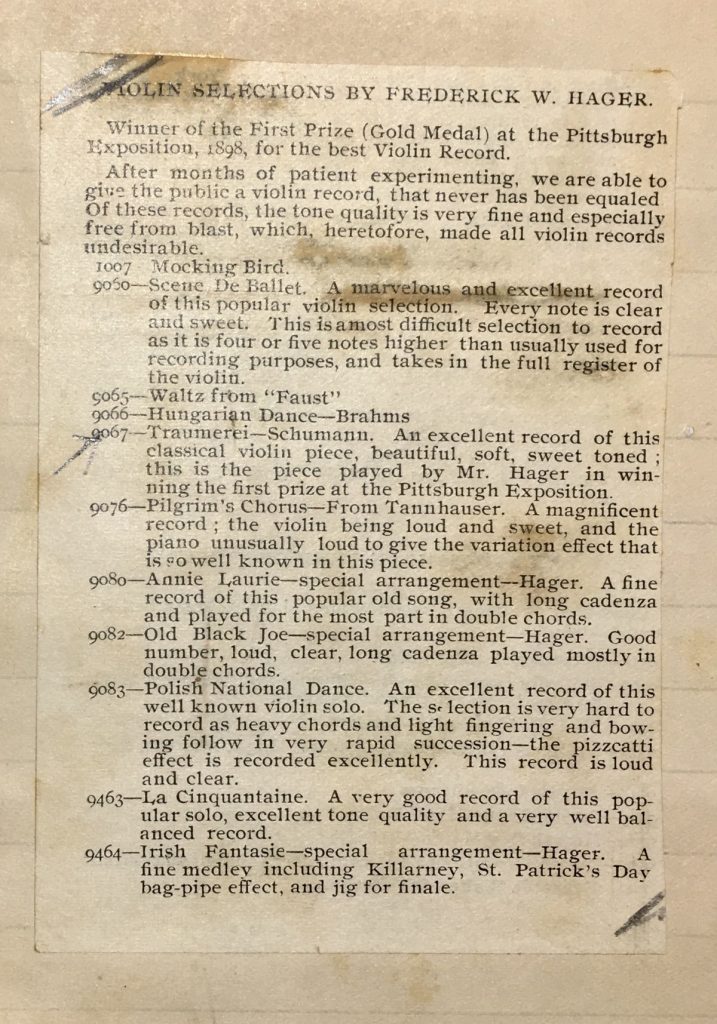 VIOLIN SELECTIONS BY FREDERICK W. HAGER.
Winner of the First Prize (Gold Medal) at the Pittsburgh
Exposition, 1898, for the best Violin Record.
After months of patient experimenting, we are able to
give the public a violin record, that never has been equaled
Of these records, the tone quality is very fine and especially
free from blast, which, heretofore, made all violin records
undesirable.
1007 Mocking Bird.
9060—Scene De Ballet. A marvelous and excellent record
of this popular violin selection. Every note is clear
and sweet. This is amost difficult selection to record
as it is four or five notes higher than usually used for
recording purposes, and takes in the full register of
the violin.
9065—Waltz from "Faust"
9066—Hungarian Dance—Brahms
9067—Traumerei—Schumann. An excellent record of this
classical violin piece, beautiful, soft, sweet toned ;
this is the piece played by Mr. Hager in win-
ning the first prize at the Pittsburgh Exposition.
9076—Pilgrim's Chorus—From Tannhauser. A magnificent
record ; the violin being loud and sweet, and the
piano unusually loud to give the variation effect that
is so well known in this piece.
9080—Annie Laurie—special arrangement—Hager. A fine
record of this popular old song, with long cadenza
and played for the most part in double chords.
9082—Old Black Joe—special arrangement—Hager. Good
number, loud, clear, long cadenza played mostly in
double chords.
9083—Polish National Dance. An excellent record of this
well known violin solo. The selection is very hard to
record as heavy chords and light fingering and bow-
ing follow in very rapid succession—the pizzcatti
effect is recorded excellently. This record is loud
and clear.
9463—La Cinquantaine. A very good record of this pop-
ular solo, excellent tone quality and a very well bal-
anced record.
9464—Irish Fantasie—special arrangement—Hager. A
fine medley including Killarney, St. Patrick's Day
bag-pipe effect, and jig for finale.